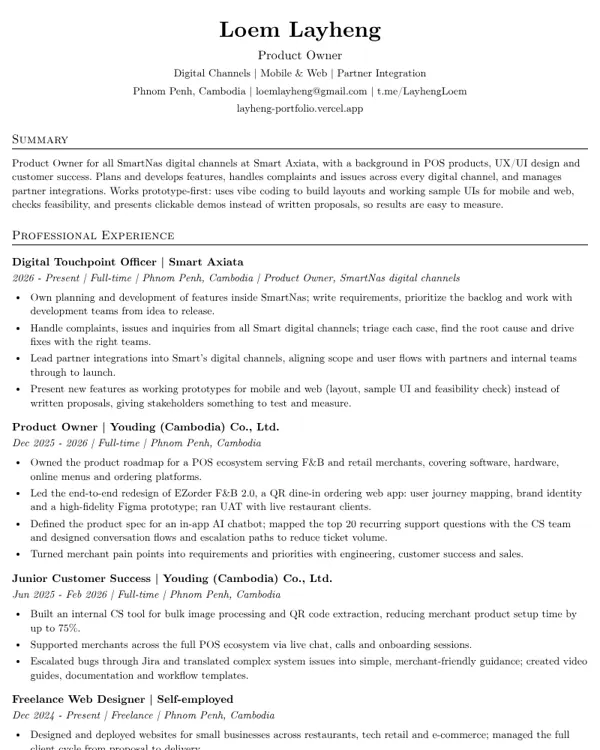 Loem Layheng
Product Owner
Digital Channels | Mobile & Web | Partner Integration
Phnom Penh, Cambodia | loemlayheng@gmail.com | t.me/LayhengLoem
layheng-portfolio.vercel.app
Summary
Product Owner for all SmartNas digital channels at Smart Axiata, with a background in POS products, UX/UI design and
customer success. Plans and develops features, handles complaints and issues across every digital channel, and manages
partner integrations. Works prototype-first: uses vibe coding to build layouts and working sample UIs for mobile and web,
checks feasibility, and presents clickable demos instead of written proposals, so results are easy to measure.
Professional Experience
Digital Touchpoint Officer | Smart Axiata
2026 - Present | Full-time | Phnom Penh, Cambodia | Product Owner, SmartNas digital channels
• Own planning and development of features inside SmartNas; write requirements, prioritize the backlog and work with
development teams from idea to release.
• Handle complaints, issues and inquiries from all Smart digital channels; triage each case, find the root cause and drive
fixes with the right teams.
• Lead partner integrations into Smart's digital channels, aligning scope and user flows with partners and internal teams
through to launch.
• Present new features as working prototypes for mobile and web (layout, sample UI and feasibility check) instead of
written proposals, giving stakeholders something to test and measure.
Product Owner | Youding (Cambodia) Co., Ltd.
Dec 2025 - 2026 | Full-time | Phnom Penh, Cambodia
• Owned the product roadmap for a POS ecosystem serving F&B and retail merchants, covering software, hardware,
online menus and ordering platforms.
• Led the end-to-end redesign of EZorder F&B 2.0, a QR dine-in ordering web app: user journey mapping, brand identity
and a high-fidelity Figma prototype; ran UAT with live restaurant clients.
• Defined the product spec for an in-app AI chatbot; mapped the top 20 recurring support questions with the CS team
and designed conversation flows and escalation paths to reduce ticket volume.
• Turned merchant pain points into requirements and priorities with engineering, customer success and sales.
Junior Customer Success | Youding (Cambodia) Co., Ltd.
Jun 2025 - Feb 2026 | Full-time | Phnom Penh, Cambodia
• Built an internal CS tool for bulk image processing and QR code extraction, reducing merchant product setup time by
up to 75%.
• Supported merchants across the full POS ecosystem via live chat, calls and onboarding sessions.
• Escalated bugs through Jira and translated complex system issues into simple, merchant-friendly guidance; created video
guides, documentation and workflow templates.
Freelance Web Designer | Self-employed
Dec 2024 - Present | Freelance | Phnom Penh, Cambodia
• Designed and deployed websites for small businesses across restaurants, tech retail and e-commerce; managed the full
client cycle from proposal to delivery.